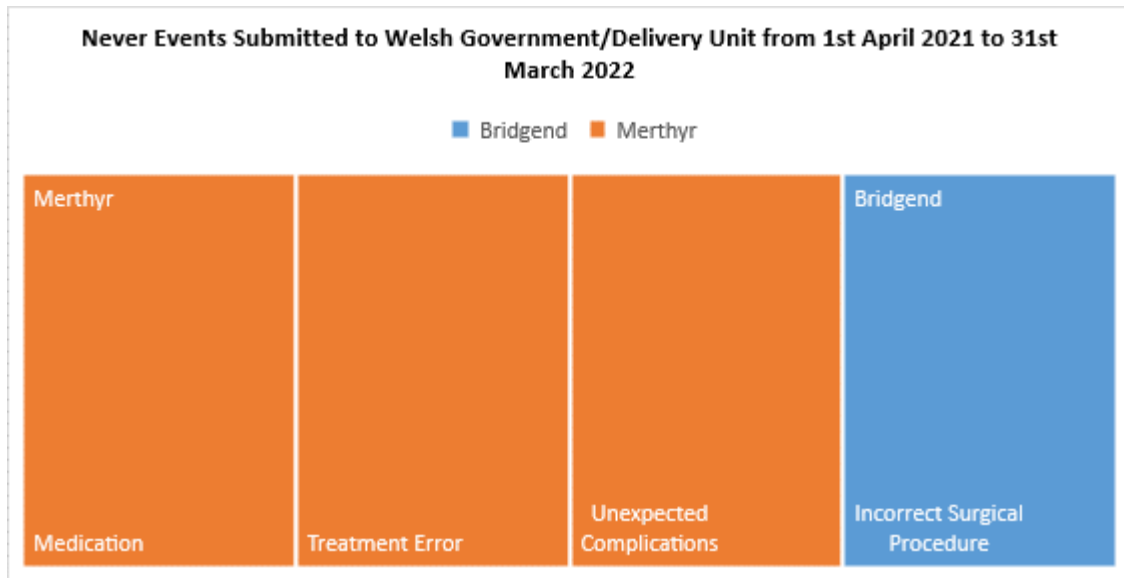 Never Events Submitted to Welsh Government/Delivery Unit from 1st April 2021 to 31st
March 2022
Bridgend Merthyr
Merthyr
Bridgend
Medication
Treatment Error
Unexpected
Complications
Incorrect Surgical
Procedure